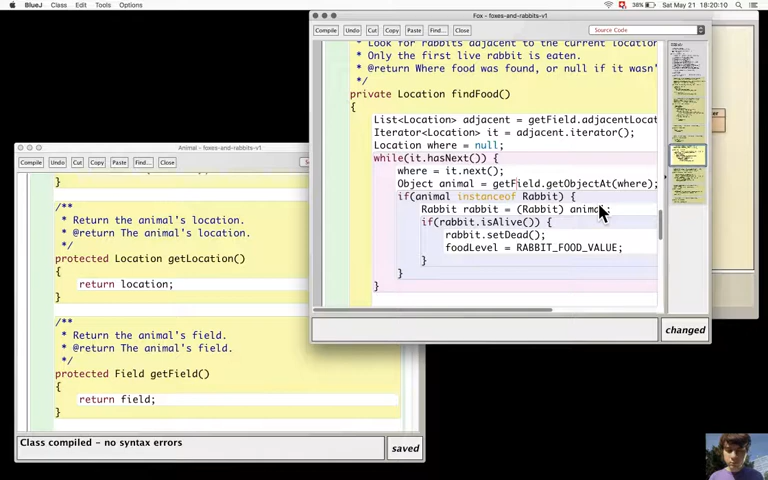 BlueJ Class Edit Tools Options
38% Sat May 21 18:20:10
Fox - foxes-and-rabbits-v1
Compile Undo Cut Copy Paste Find... Close Source Code
* Look for rabbits adjacent to the current location
* Only the first live rabbit is eaten.
* @return Where food was found, or null if it wasn'
*/
private Location findFood()
{
List<Location> adjacent = getField.adjacentLocat
Iterator<Location> it = adjacent.iterator();
Location where = null;
while(it.hasNext()) {
where = it.next();
Object animal = getField.getObjectAt(where);
if(animal instanceof Rabbit) {
Rabbit rabbit = (Rabbit) animal;
if(rabbit.isAlive()) {
rabbit.setDead();
foodLevel = RABBIT_FOOD_VALUE;
}
}
}
changed
Animal - foxes-and-rabbits-v1
Compile Undo Cut Copy Paste Find... Close
}
/**
* Return the animal's location.
* @return The animal's location.
*/
protected Location getLocation()
{
return location;
}
/**
* Return the animal's field.
* @return The animal's field.
*/
protected Field getField()
{
return field;
}
Class compiled - no syntax errors
saved